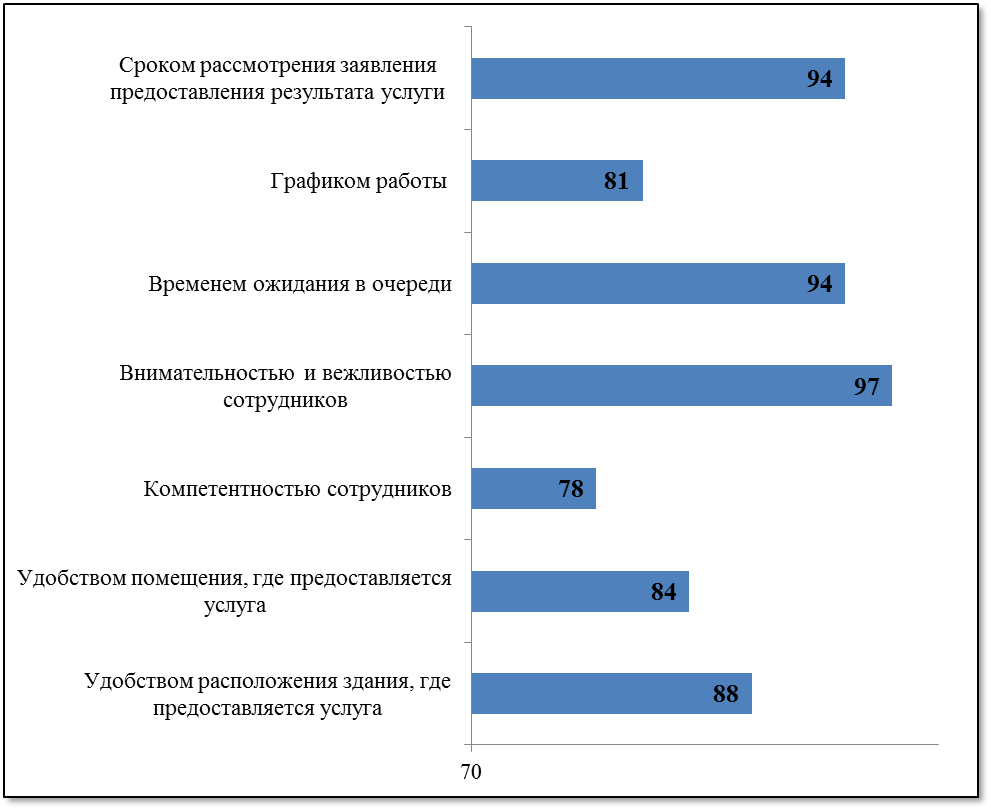 Сроком рассмотрения заявления
предоставления результата услуги
94
Графиком работы
81
Временем ожидания в очереди
94
Внимательностью и вежливостью
сотрудников
97
Компетентностью сотрудников
78
Удобством помещения, где предоставляется
услуга
84
Удобством расположения здания, где
предоставляется услуга
88
70